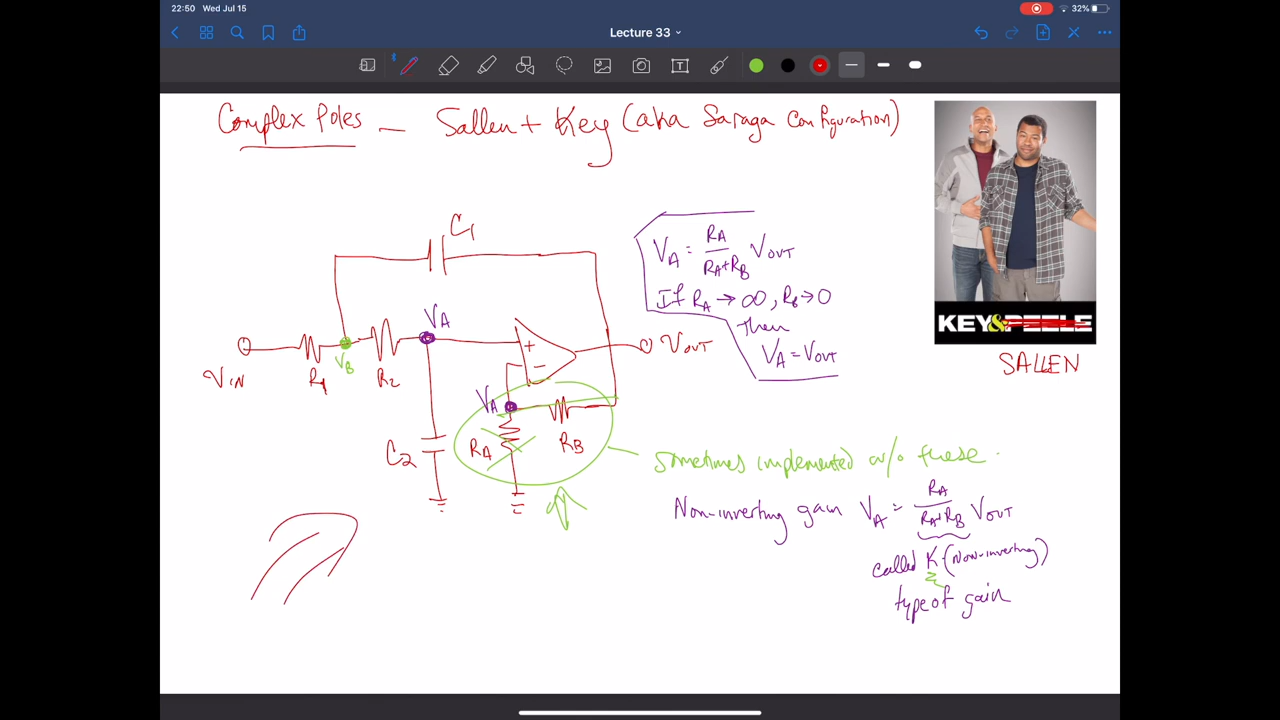 22:50 Wed Jul 15
32%
Lecture 33
Complex Poles – Sallen + Key (aka Saraga Configuration)
KEY&PEELE'S
SALLEN
C1
VA = RA/(RA+RB) VOUT
If RA → ∞, RB → 0
Then
VA = VOUT
VA
VB
VIN
R1
R2
+
-
VOUT
VA
RA
RB
C2
Sometimes implemented w/o these.
Non-inverting gain VA = RA/(RA+RB) VOUT
called K (Non-inverting)
type of gain